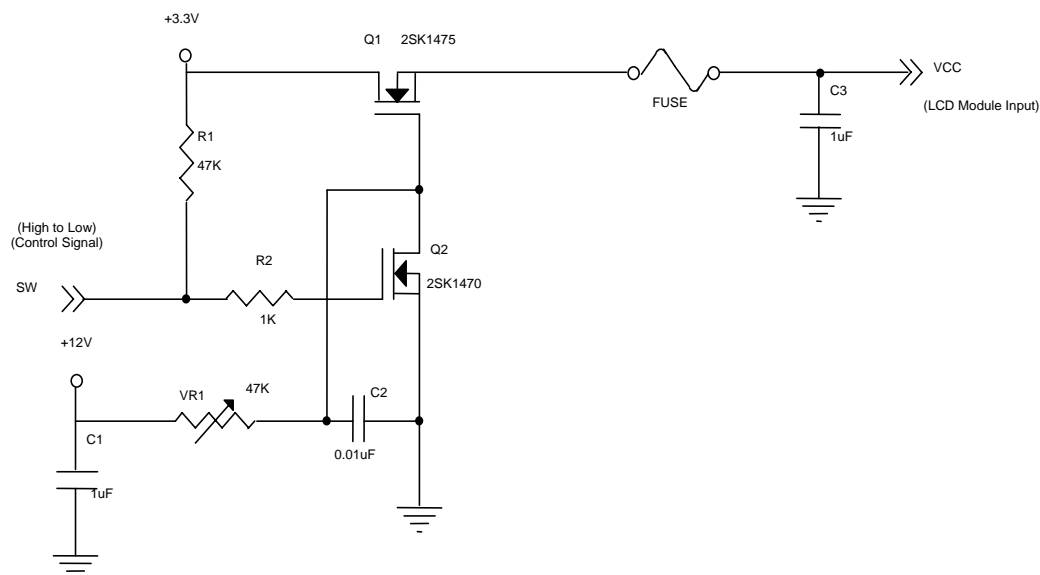 +3.3V
Q1 2SK1475
VCC
(LCD Module Input)
FUSE
C3
1uF
R1
47K
(High to Low)
(Control Signal)
SW
R2
1K
Q2
2SK1470
+12V
VR1
47K
C2
0.01uF
C1
1uF